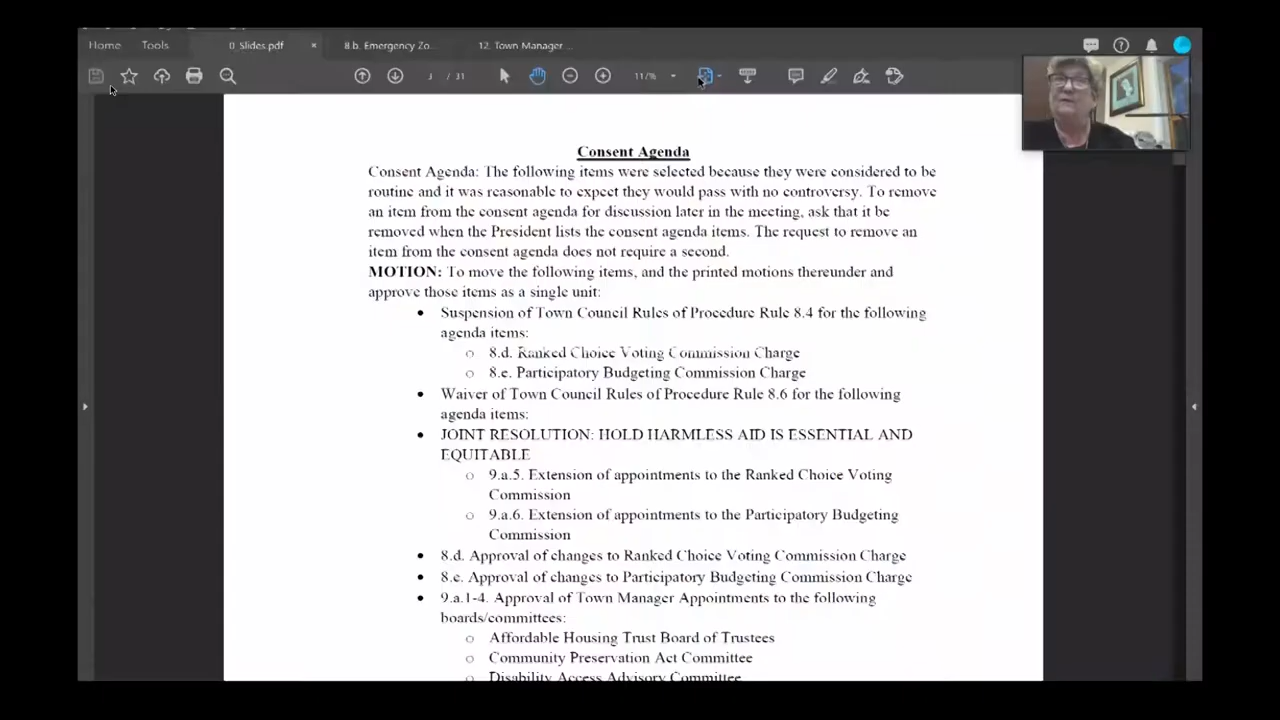 Home Tools 0 Slides.pdf × 8.b. Emergency Zo... 12. Town Manager ...
3 / 31 117%
Consent Agenda
Consent Agenda: The following items were selected because they were considered to be
routine and it was reasonable to expect they would pass with no controversy. To remove
an item from the consent agenda for discussion later in the meeting, ask that it be
removed when the President lists the consent agenda items. The request to remove an
item from the consent agenda does not require a second.
MOTION: To move the following items, and the printed motions thereunder and
approve those items as a single unit:
• Suspension of Town Council Rules of Procedure Rule 8.4 for the following
agenda items:
o 8.d. Ranked Choice Voting Commission Charge
o 8.e. Participatory Budgeting Commission Charge
• Waiver of Town Council Rules of Procedure Rule 8.6 for the following
agenda items:
• JOINT RESOLUTION: HOLD HARMLESS AID IS ESSENTIAL AND
EQUITABLE
o 9.a.5. Extension of appointments to the Ranked Choice Voting
Commission
o 9.a.6. Extension of appointments to the Participatory Budgeting
Commission
• 8.d. Approval of changes to Ranked Choice Voting Commission Charge
• 8.e. Approval of changes to Participatory Budgeting Commission Charge
• 9.a.1-4. Approval of Town Manager Appointments to the following
boards/committees:
o Affordable Housing Trust Board of Trustees
o Community Preservation Act Committee
o Disability Access Advisory Committee